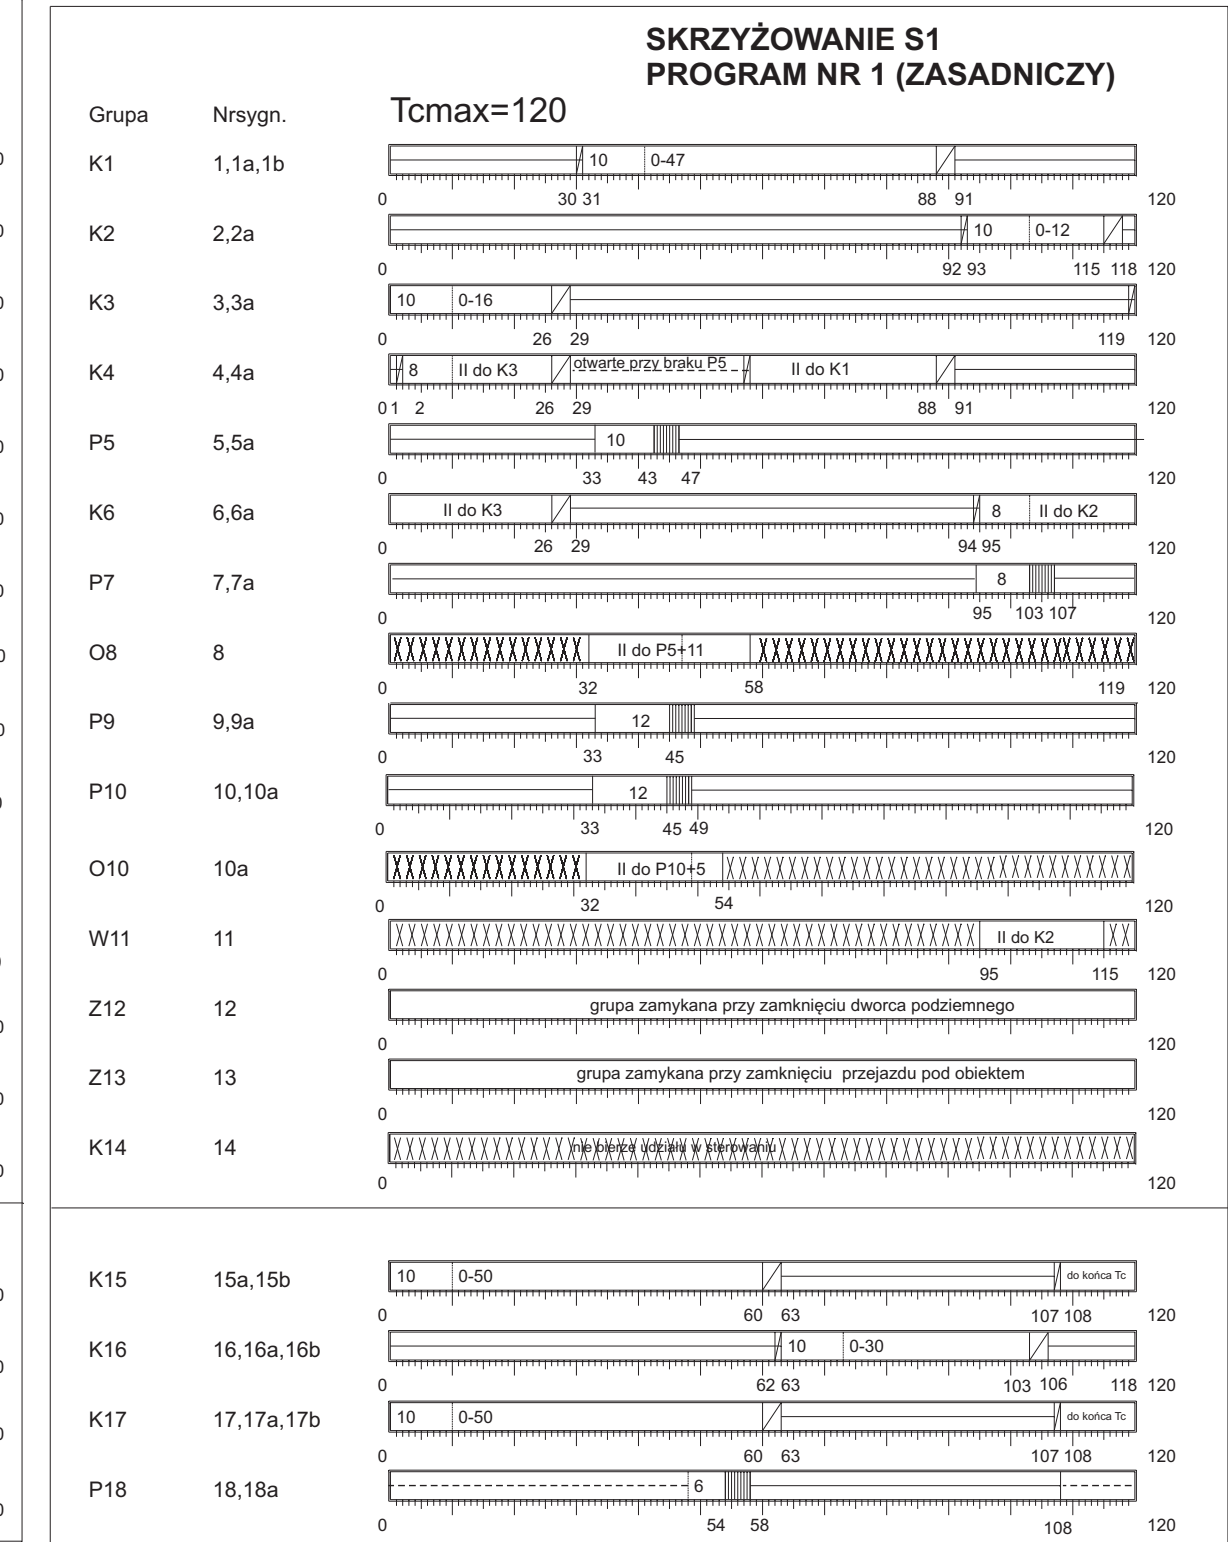 SKRZYŻOWANIE S1
PROGRAM NR 1 (ZASADNICZY)
Grupa Nrsygn. Tcmax=120
K1 1,1a,1b 10 0-47
0 30 31 88 91 120
K2 2,2a 10 0-12
0 92 93 115 118 120
K3 3,3a 10 0-16
0 26 29 119 120
K4 4,4a 8 II do K3 otwarte przy braku P5 II do K1
0 1 2 26 29 88 91 120
P5 5,5a 10
0 33 43 47 120
K6 6,6a II do K3 8 II do K2
0 26 29 94 95 120
P7 7,7a 8
0 95 103 107 120
O8 8 II do P5+11
0 32 58 119 120
P9 9,9a 12
0 33 45 120
P10 10,10a 12
0 33 45 49 120
O10 10a II do P10+5
0 32 54 120
W11 11 II do K2
0 95 115 120
Z12 12 grupa zamykana przy zamknięciu dworca podziemnego
0 120
Z13 13 grupa zamykana przy zamknięciu przejazdu pod obiektem
0 120
K14 14 nie bierze udziału w sterowaniu
0 120
K15 15a,15b 10 0-50 do końca Tc
0 60 63 107 108 120
K16 16,16a,16b 10 0-30
0 62 63 103 106 118 120
K17 17,17a,17b 10 0-50 do końca Tc
0 60 63 107 108 120
P18 18,18a 6
0 54 58 108 120